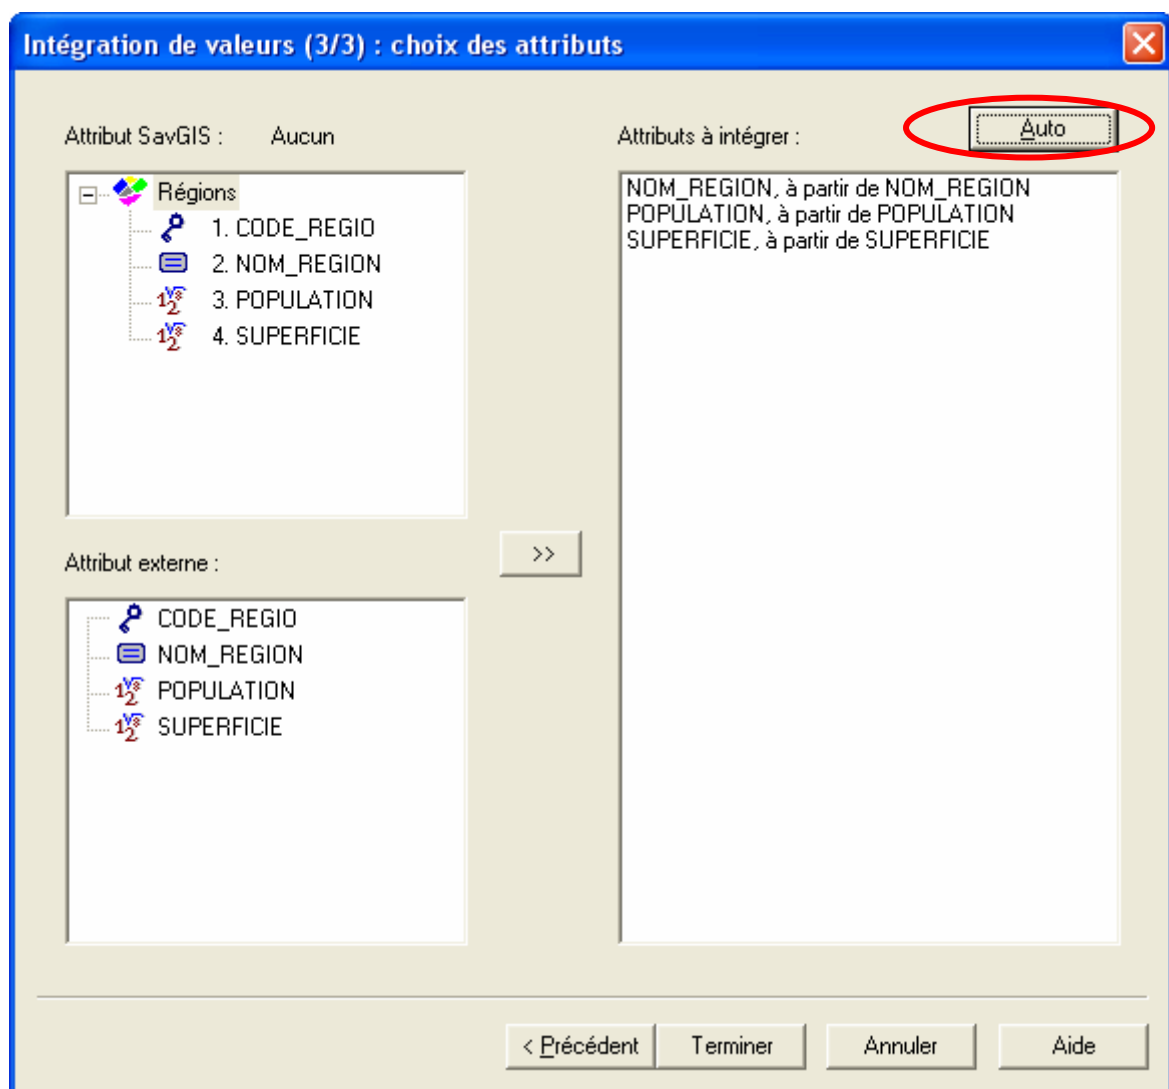 Intégration de valeurs (3/3) : choix des attributs
Attribut SavGIS : Aucun
Régions
1. CODE_REGIO
2. NOM_REGION
3. POPULATION
4. SUPERFICIE
Attribut externe :
CODE_REGIO
NOM_REGION
POPULATION
SUPERFICIE
>>
Attributs à intégrer :
Auto
NOM_REGION, à partir de NOM_REGION
POPULATION, à partir de POPULATION
SUPERFICIE, à partir de SUPERFICIE
< Précédent
Terminer
Annuler
Aide